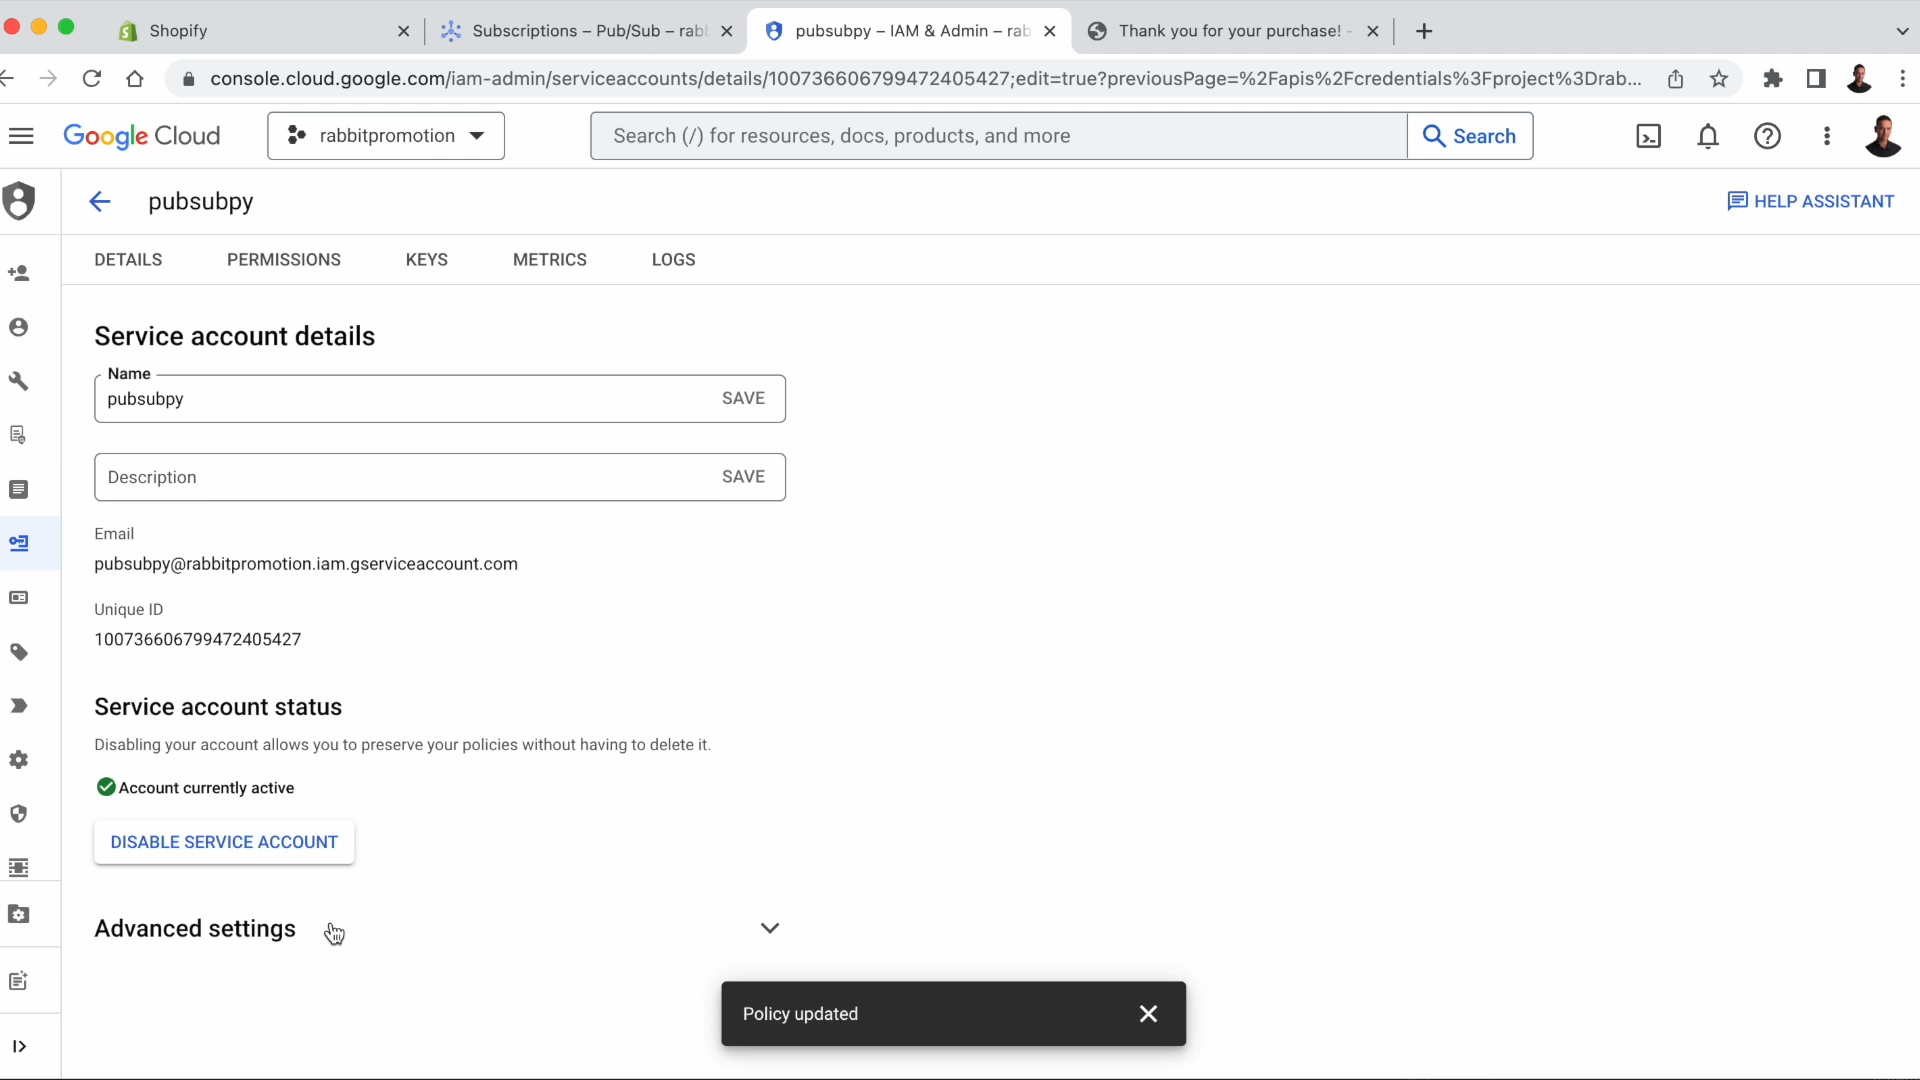 Shopify
Subscriptions – Pub/Sub – rab
pubsubpy – IAM & Admin – rab
Thank you for your purchase! -
console.cloud.google.com/iam-admin/serviceaccounts/details/100736606799472405427;edit=true?previousPage=%2Fapis%2Fcredentials%3Fproject%3Drab...
Google Cloud
rabbitpromotion
Search (/) for resources, docs, products, and more
Search
pubsubpy
HELP ASSISTANT
DETAILS
PERMISSIONS
KEYS
METRICS
LOGS
Service account details
Name
pubsubpy
SAVE
Description
SAVE
Email
pubsubpy@rabbitpromotion.iam.gserviceaccount.com
Unique ID
100736606799472405427
Service account status
Disabling your account allows you to preserve your policies without having to delete it.
Account currently active
DISABLE SERVICE ACCOUNT
Advanced settings
Policy updated